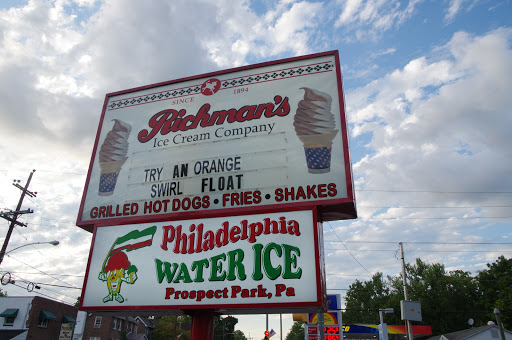 SINCE 1894
Richman's
Ice Cream Company
TRY AN ORANGE
SWIRL FLOAT
GRILLED HOT DOGS • FRIES • SHAKES
Philadelphia
WATER ICE
Prospect Park, Pa